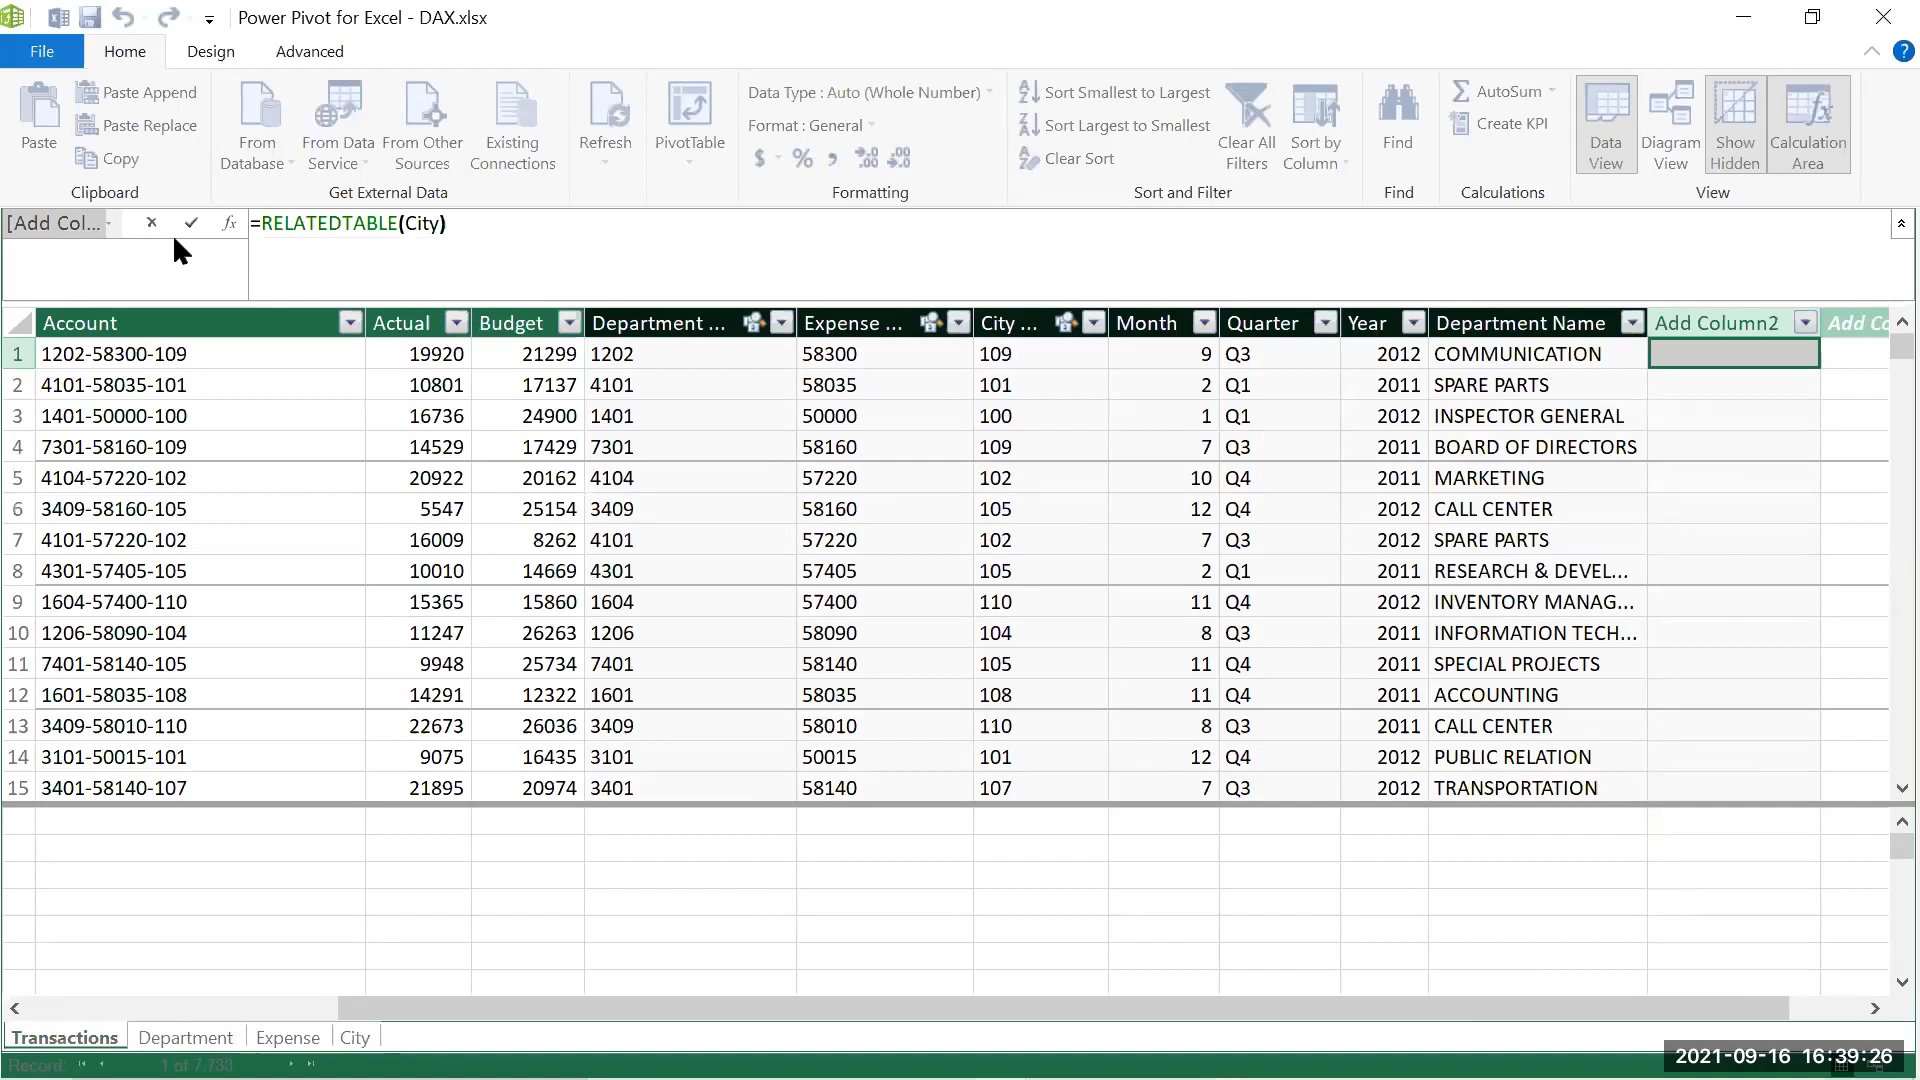 Power Pivot for Excel - DAX.xlsx
File Home Design Advanced
Paste
Paste Append
Paste Replace
Copy
Clipboard
From Database
From Data Service
From Other Sources
Existing Connections
Get External Data
Refresh
PivotTable
Data Type : Auto (Whole Number)
Format : General
$ % , .0 .00 .00 .0
Formatting
Sort Smallest to Largest
Sort Largest to Smallest
Clear Sort
Clear All Filters
Sort by Column
Sort and Filter
Find
Find
AutoSum
Create KPI
Calculations
Data View
Diagram View
Show Hidden
Calculation Area
View
[Add Col... fx =RELATEDTABLE(City)
Account Actual Budget Department ... Expense ... City ... Month Quarter Year Department Name Add Column2 Add Co
1 1202-58300-109 19920 21299 1202 58300 109 9 Q3 2012 COMMUNICATION
2 4101-58035-101 10801 17137 4101 58035 101 2 Q1 2011 SPARE PARTS
3 1401-50000-100 16736 24900 1401 50000 100 1 Q1 2012 INSPECTOR GENERAL
4 7301-58160-109 14529 17429 7301 58160 109 7 Q3 2011 BOARD OF DIRECTORS
5 4104-57220-102 20922 20162 4104 57220 102 10 Q4 2011 MARKETING
6 3409-58160-105 5547 25154 3409 58160 105 12 Q4 2012 CALL CENTER
7 4101-57220-102 16009 8262 4101 57220 102 7 Q3 2012 SPARE PARTS
8 4301-57405-105 10010 14669 4301 57405 105 2 Q1 2011 RESEARCH & DEVEL...
9 1604-57400-110 15365 15860 1604 57400 110 11 Q4 2012 INVENTORY MANAG...
10 1206-58090-104 11247 26263 1206 58090 104 8 Q3 2011 INFORMATION TECH...
11 7401-58140-105 9948 25734 7401 58140 105 11 Q4 2011 SPECIAL PROJECTS
12 1601-58035-108 14291 12322 1601 58035 108 11 Q4 2011 ACCOUNTING
13 3409-58010-110 22673 26036 3409 58010 110 8 Q3 2011 CALL CENTER
14 3101-50015-101 9075 16435 3101 50015 101 12 Q4 2012 PUBLIC RELATION
15 3401-58140-107 21895 20974 3401 58140 107 7 Q3 2012 TRANSPORTATION
Transactions Department Expense City
Record: 1 of 7,733
2021-09-16 16:39:26